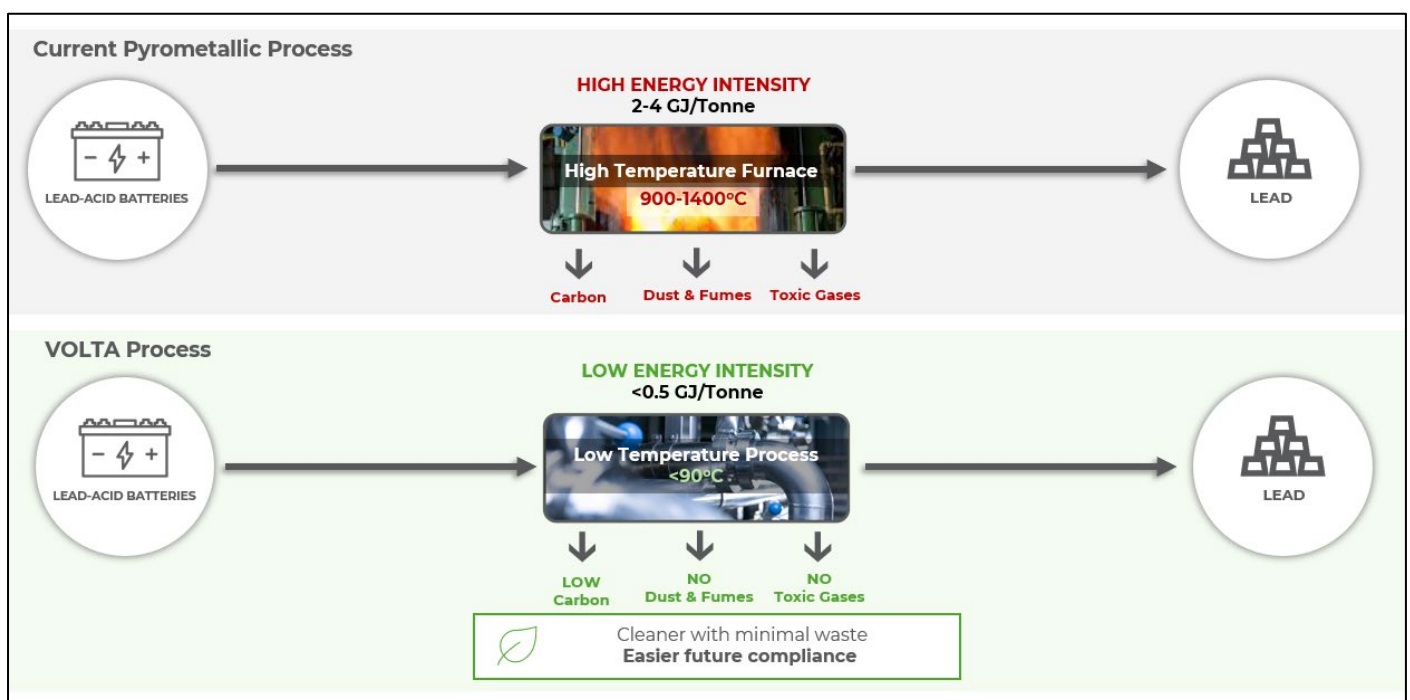 Current Pyrometallic Process
HIGH ENERGY INTENSITY
2-4 GJ/Tonne
- +
LEAD-ACID BATTERIES
High Temperature Furnace
900-1400°C
LEAD
Carbon
Dust & Fumes
Toxic Gases
VOLTA Process
LOW ENERGY INTENSITY
<0.5 GJ/Tonne
- +
LEAD-ACID BATTERIES
Low Temperature Process
<90°C
LEAD
LOW
Carbon
NO
Dust & Fumes
NO
Toxic Gases
Cleaner with minimal waste
Easier future compliance